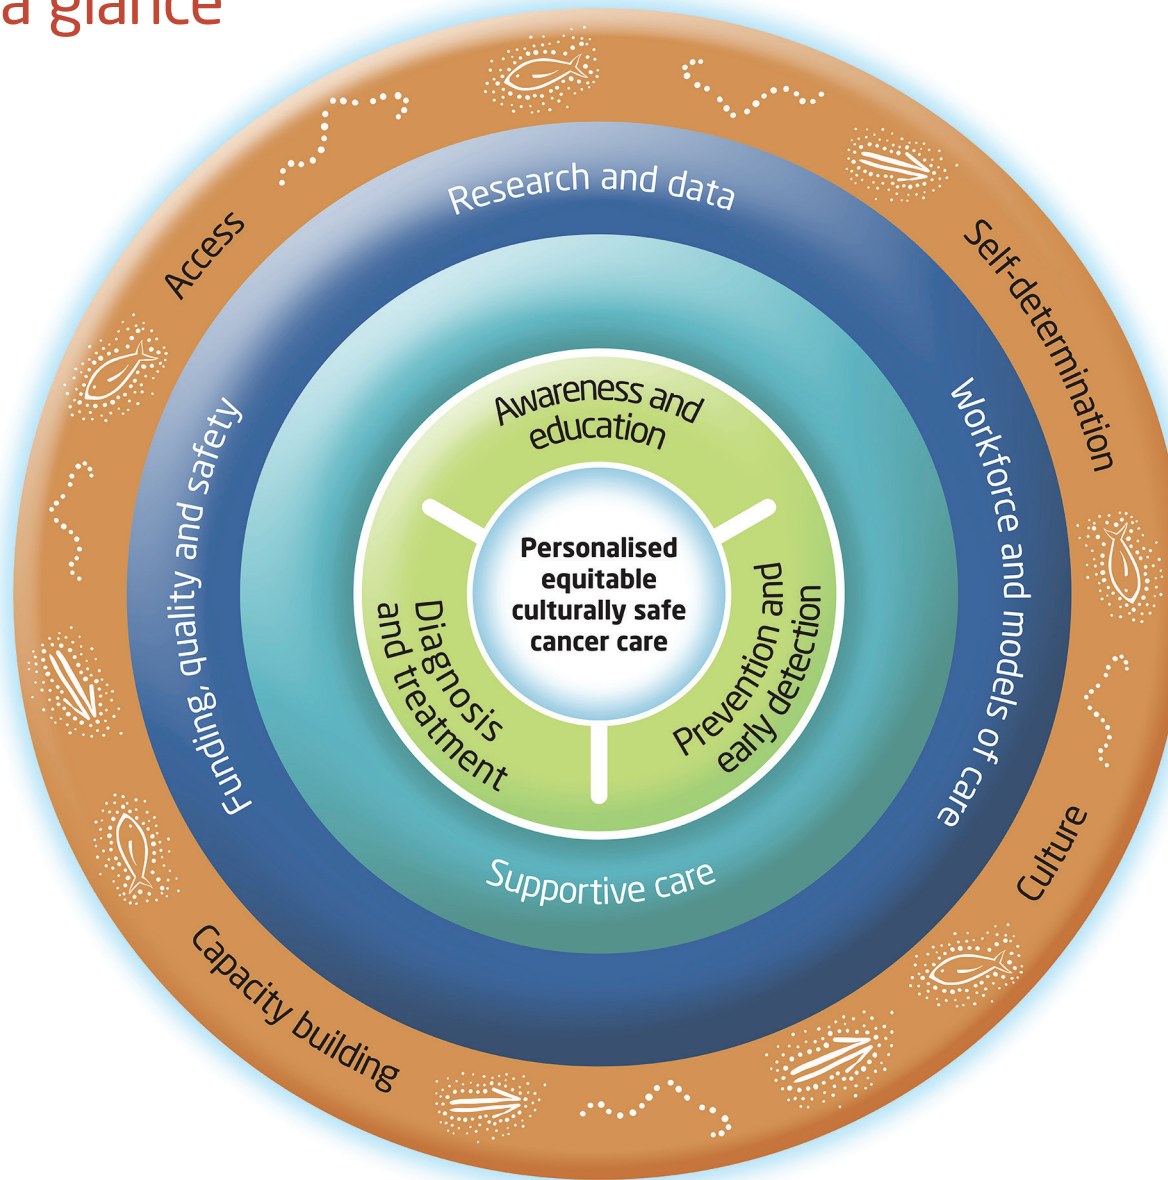 a glance
Access
Self-determination
Culture
Capacity building
Research and data
Workforce and models of care
Funding, quality and safety
Supportive care
Awareness and
education
Prevention and
early detection
Diagnosis
and treatment
Personalised
equitable
culturally safe
cancer care